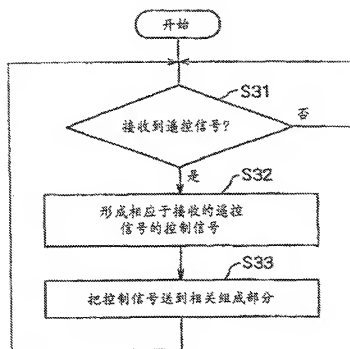 开始
S31
接收到遥控信号?
否
是
S32
形成相应于接收的遥控
信号的控制信号
S33
把控制信号送到相关组成部分